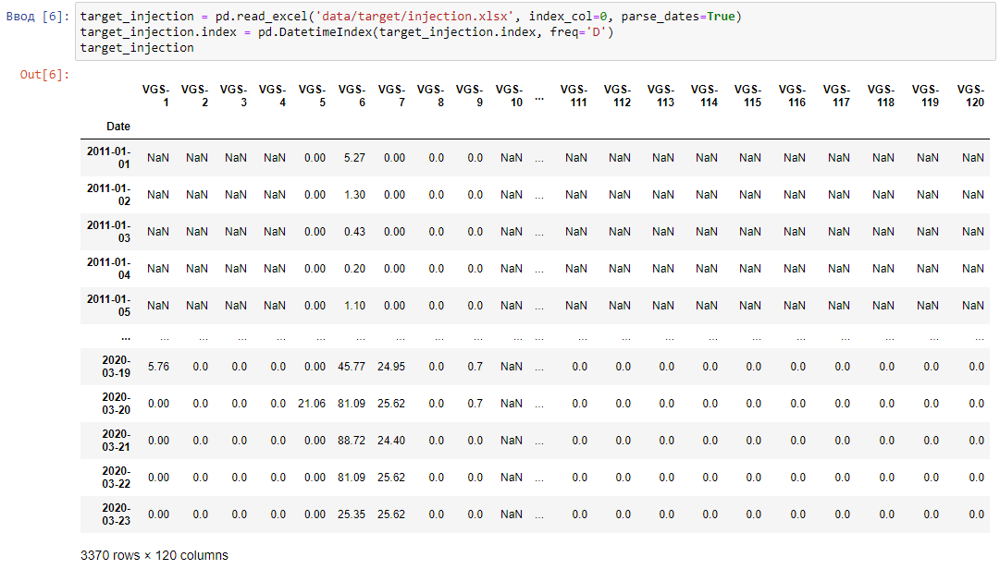 Ввод [6]: target_injection = pd.read_excel('data/target/injection.xlsx', index_col=0, parse_dates=True)
target_injection.index = pd.DatetimeIndex(target_injection.index, freq='D')
target_injection
Out[6]:
VGS-1 VGS-2 VGS-3 VGS-4 VGS-5 VGS-6 VGS-7 VGS-8 VGS-9 VGS-10 ... VGS-111 VGS-112 VGS-113 VGS-114 VGS-115 VGS-116 VGS-117 VGS-118 VGS-119 VGS-120
Date
2011-01-01 NaN NaN NaN NaN 0.00 5.27 0.00 0.0 0.0 NaN ... NaN NaN NaN NaN NaN NaN NaN NaN NaN NaN
2011-01-02 NaN NaN NaN NaN 0.00 1.30 0.00 0.0 0.0 NaN ... NaN NaN NaN NaN NaN NaN NaN NaN NaN NaN
2011-01-03 NaN NaN NaN NaN 0.00 0.43 0.00 0.0 0.0 NaN ... NaN NaN NaN NaN NaN NaN NaN NaN NaN NaN
2011-01-04 NaN NaN NaN NaN 0.00 0.20 0.00 0.0 0.0 NaN ... NaN NaN NaN NaN NaN NaN NaN NaN NaN NaN
2011-01-05 NaN NaN NaN NaN 0.00 1.10 0.00 0.0 0.0 NaN ... NaN NaN NaN NaN NaN NaN NaN NaN NaN NaN
... ... ... ... ... ... ... ... ... ... ... ... ... ... ... ... ... ... ... ... ... ...
2020-03-19 5.76 0.0 0.0 0.0 0.00 45.77 24.95 0.0 0.7 NaN ... 0.0 0.0 0.0 0.0 0.0 0.0 0.0 0.0 0.0 0.0
2020-03-20 0.00 0.0 0.0 0.0 21.06 81.09 25.62 0.0 0.7 NaN ... 0.0 0.0 0.0 0.0 0.0 0.0 0.0 0.0 0.0 0.0
2020-03-21 0.00 0.0 0.0 0.0 0.00 88.72 24.40 0.0 0.0 NaN ... 0.0 0.0 0.0 0.0 0.0 0.0 0.0 0.0 0.0 0.0
2020-03-22 0.00 0.0 0.0 0.0 0.00 81.09 25.62 0.0 0.0 NaN ... 0.0 0.0 0.0 0.0 0.0 0.0 0.0 0.0 0.0 0.0
2020-03-23 0.00 0.0 0.0 0.0 0.00 25.35 25.62 0.0 0.0 NaN ... 0.0 0.0 0.0 0.0 0.0 0.0 0.0 0.0 0.0 0.0
3370 rows × 120 columns